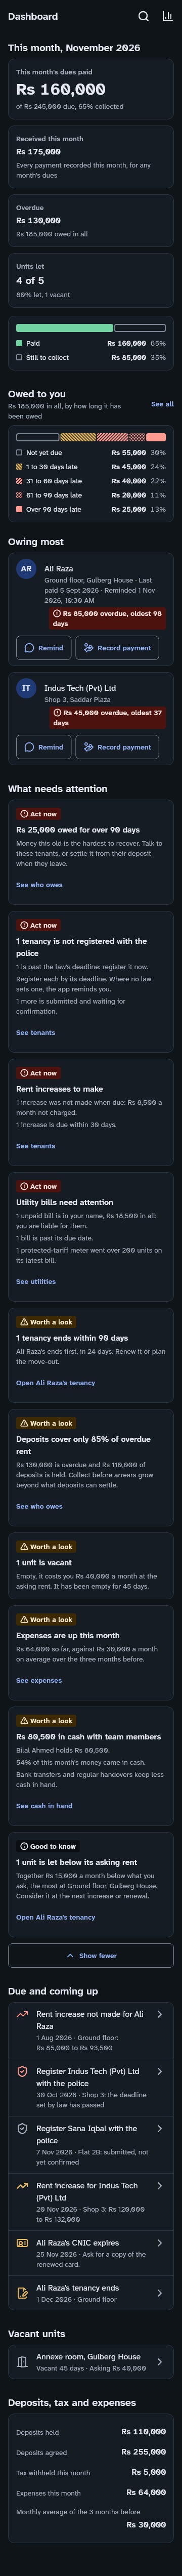 Dashboard
This month, November 2026
This month's dues paid
Rs 160,000
of Rs 245,000 due, 65% collected
Received this month
Rs 175,000
Every payment recorded this month, for any
month's dues
Overdue
Rs 130,000
Rs 185,000 owed in all
Units let
4 of 5
80% let, 1 vacant
Paid Rs 160,000 65%
Still to collect Rs 85,000 35%
Owed to you
Rs 185,000 in all, by how long it has
been owed
See all
Not yet due Rs 55,000 30%
1 to 30 days late Rs 45,000 24%
31 to 60 days late Rs 40,000 22%
61 to 90 days late Rs 20,000 11%
Over 90 days late Rs 25,000 13%
Owing most
AR Ali Raza
Ground floor, Gulberg House · Last
paid 5 Sept 2026 · Reminded 1 Nov
2026, 10:30 AM
Rs 85,000 overdue, oldest 98
days
Remind Record payment
IT Indus Tech (Pvt) Ltd
Shop 3, Saddar Plaza
Rs 45,000 overdue, oldest 37
days
Remind Record payment
What needs attention
Act now
Rs 25,000 owed for over 90 days
Money this old is the hardest to recover. Talk to
these tenants, or settle it from their deposit
when they leave.
See who owes
Act now
1 tenancy is not registered with the
police
1 is past the law's deadline: register it now.
Register each by its deadline. Where no law
sets one, the app reminds you.
1 more is submitted and waiting for
confirmation.
See tenants
Act now
Rent increases to make
1 increase was not made when due: Rs 8,500 a
month not charged.
1 increase is due within 30 days.
See tenants
Act now
Utility bills need attention
1 unpaid bill is in your name, Rs 18,500 in all:
you are liable for them.
1 bill is past its due date.
1 protected-tariff meter went over 200 units on
its latest bill.
See utilities
Worth a look
1 tenancy ends within 90 days
Ali Raza's ends first, in 24 days. Renew it or plan
the move-out.
Open Ali Raza's tenancy
Worth a look
Deposits cover only 85% of overdue
rent
Rs 130,000 is overdue and Rs 110,000 of
deposits is held. Collect before arrears grow
beyond what deposits can settle.
See who owes
Worth a look
1 unit is vacant
Empty, it costs you Rs 40,000 a month at the
asking rent. It has been empty for 45 days.
Worth a look
Expenses are up this month
Rs 64,000 so far, against Rs 30,000 a month
on average over the three months before.
See expenses
Worth a look
Rs 80,500 in cash with team members
Bilal Ahmed holds Rs 80,500.
54% of this month's money came in cash.
Bank transfers and regular handovers keep less
cash in hand.
See cash in hand
Good to know
1 unit is let below its asking rent
Together Rs 15,000 a month below what you
ask, the most at Ground floor, Gulberg House.
Consider it at the next increase or renewal.
Open Ali Raza's tenancy
Show fewer
Due and coming up
Rent increase not made for Ali
Raza
1 Aug 2026 · Ground floor:
Rs 85,000 to Rs 93,500
Register Indus Tech (Pvt) Ltd
with the police
30 Oct 2026 · Shop 3: the deadline
set by law has passed
Register Sana Iqbal with the
police
7 Nov 2026 · Flat 2B: submitted, not
yet confirmed
Rent increase for Indus Tech
(Pvt) Ltd
20 Nov 2026 · Shop 3: Rs 120,000
to Rs 132,000
Ali Raza's CNIC expires
25 Nov 2026 · Ask for a copy of the
renewed card.
Ali Raza's tenancy ends
1 Dec 2026 · Ground floor
Vacant units
Annexe room, Gulberg House
Vacant 45 days · Asking Rs 40,000
Deposits, tax and expenses
Deposits held Rs 110,000
Deposits agreed Rs 255,000
Tax withheld this month Rs 5,000
Expenses this month Rs 64,000
Monthly average of the 3 months before
Rs 30,000